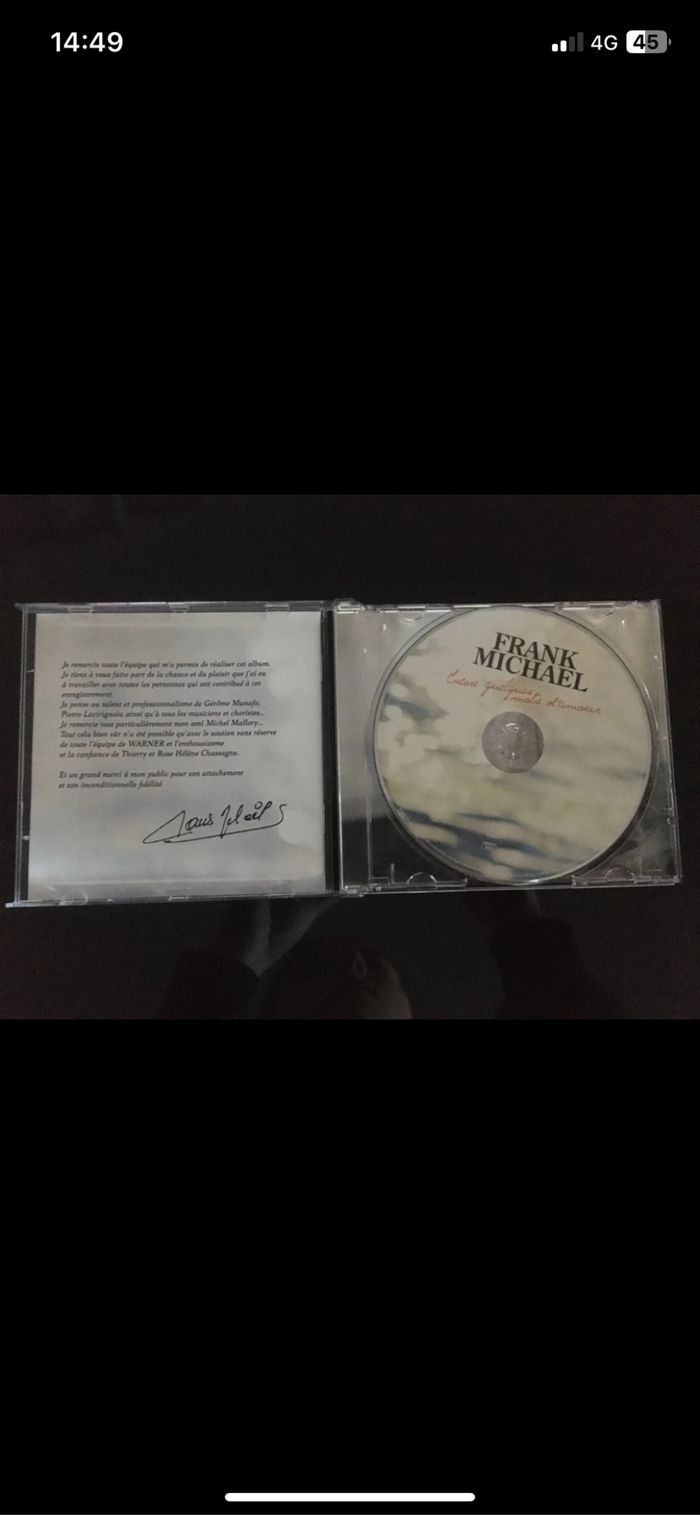 14:49
4G 45
Je remercie toute l'équipe qui m'a permis de réaliser cet album.
Je tiens à vous faire part de la chance et du plaisir que j'ai eu
à travailler avec toutes les personnes qui ont contribué à cet
enregistrement.
Je pense au talent et professionnalisme de Gérôme Munafo,
Pietro Lacirignola ainsi qu'à tous les musiciens et choristes...
Je remercie tout particulièrement mon ami Michel Mallory...
Tout cela bien sûr n'a été possible qu'avec le soutien sans réserve
de toute l'équipe de WARNER et l'enthousiasme
et la confiance de Thierry et Rose Hélène Chassagne.
Et un grand merci à mon public pour son attachement
et son inconditionnelle fidélité
FRANK
MICHAEL
Encore quelques
mots d'amour